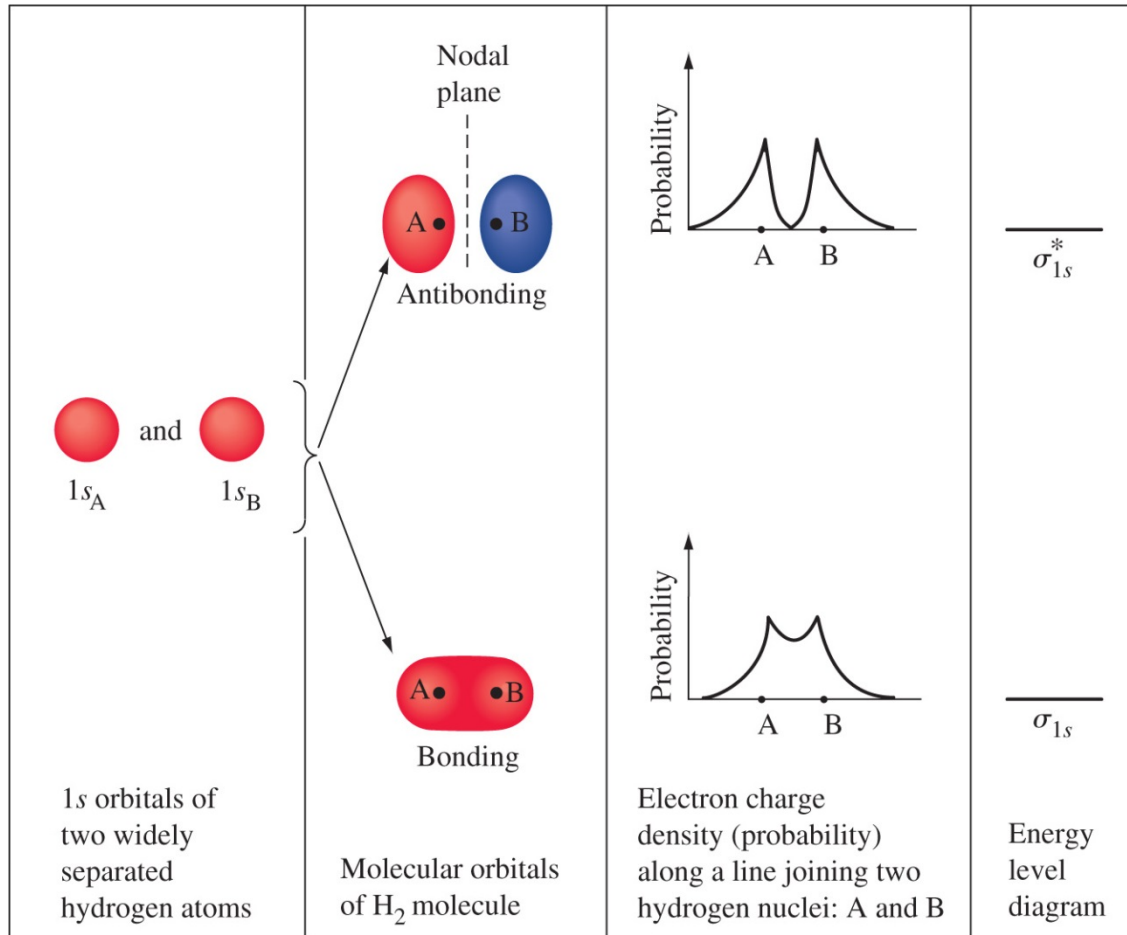 Nodal
plane
A B
Antibonding
Probability
A B
σ*1s
and
1sA 1sB
A B
Bonding
Probability
A B
σ1s
1s orbitals of
two widely
separated
hydrogen atoms
Molecular orbitals
of H2 molecule
Electron charge
density (probability)
along a line joining two
hydrogen nuclei: A and B
Energy
level
diagram